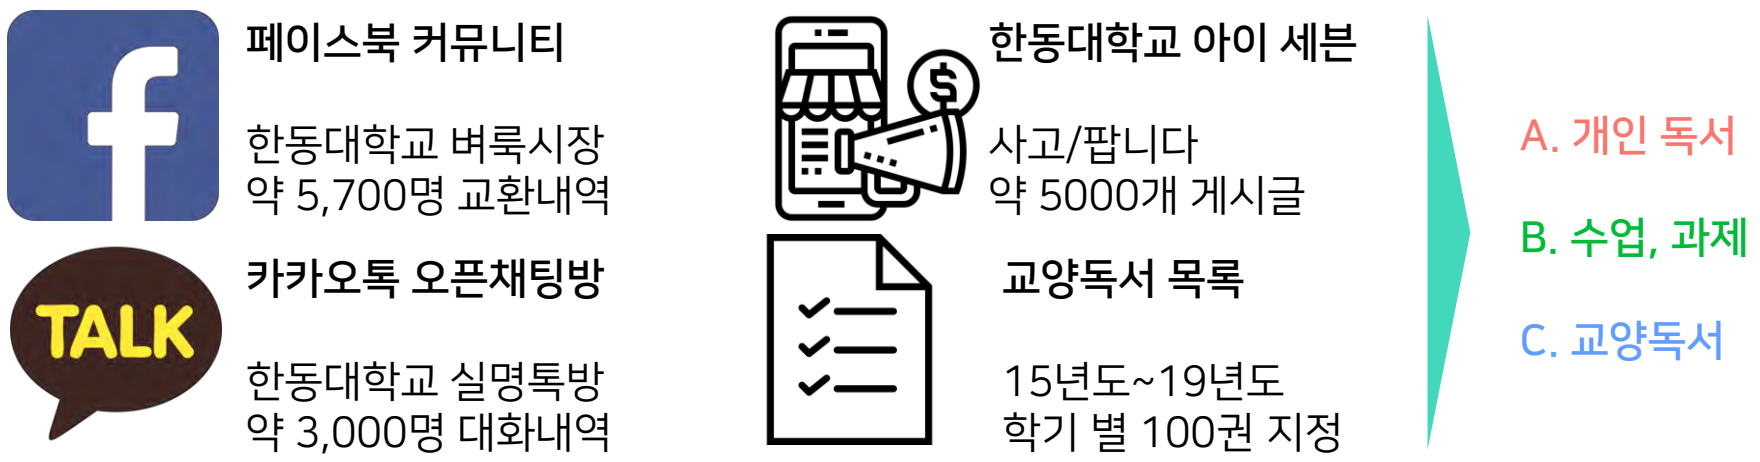 페이스북 커뮤니티
한동대학교 벼룩시장
약 5,700명 교환내역
한동대학교 아이 세븐
$
사고/팝니다
약 5000개 게시글
TALK
카카오톡 오픈채팅방
한동대학교 실명톡방
약 3,000명 대화내역
교양독서 목록
15년도~19년도
학기 별 100권 지정
A. 개인 독서
B. 수업, 과제
C. 교양독서